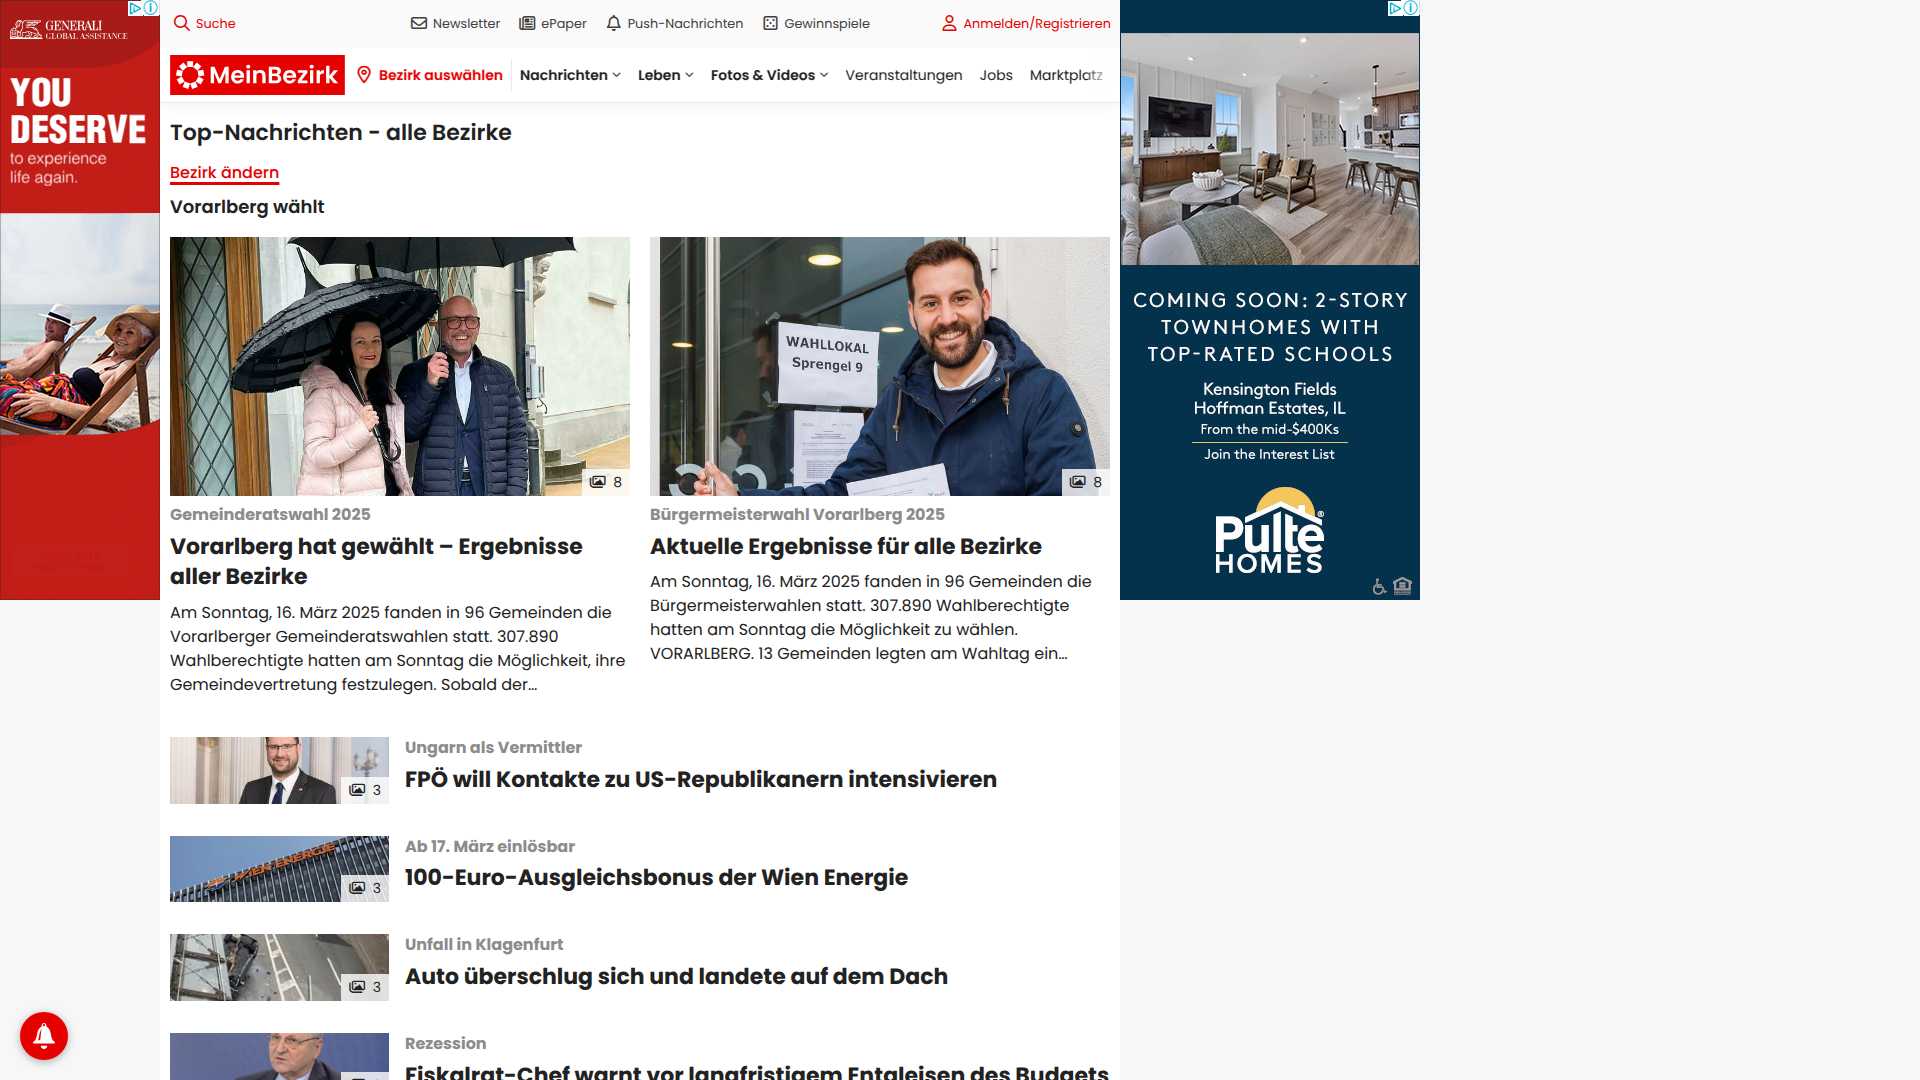 GENERALI
GLOBAL ASSISTANCE
YOU
DESERVE
to experience
life again.
Suche
Newsletter
ePaper
Push-Nachrichten
Gewinnspiele
Anmelden/Registrieren
MeinBezirk
Bezirk auswählen
Nachrichten
Leben
Fotos & Videos
Veranstaltungen
Jobs
Marktplatz
Top-Nachrichten - alle Bezirke
Bezirk ändern
Vorarlberg wählt
8
Gemeinderatswahl 2025
Vorarlberg hat gewählt – Ergebnisse
aller Bezirke
Am Sonntag, 16. März 2025 fanden in 96 Gemeinden die
Vorarlberger Gemeinderatswahlen statt. 307.890
Wahlberechtigte hatten am Sonntag die Möglichkeit, ihre
Gemeindevertretung festzulegen. Sobald der...
WAHLLOKAL
Sprengel 9
8
Bürgermeisterwahl Vorarlberg 2025
Aktuelle Ergebnisse für alle Bezirke
Am Sonntag, 16. März 2025 fanden in 96 Gemeinden die
Bürgermeisterwahlen statt. 307.890 Wahlberechtigte
hatten am Sonntag die Möglichkeit zu wählen.
VORARLBERG. 13 Gemeinden legten am Wahltag ein...
3
Ungarn als Vermittler
FPÖ will Kontakte zu US-Republikanern intensivieren
WIEN ENERGIE
3
Ab 17. März einlösbar
100-Euro-Ausgleichsbonus der Wien Energie
3
Unfall in Klagenfurt
Auto überschlug sich und landete auf dem Dach
Rezession
Fiskalrat-Chef warnt vor langfristigem Entgleisen des Budgets
COMING SOON: 2-STORY
TOWNHOMES WITH
TOP-RATED SCHOOLS
Kensington Fields
Hoffman Estates, IL
From the mid-$400Ks
Join the Interest List
Pulte®
HOMES